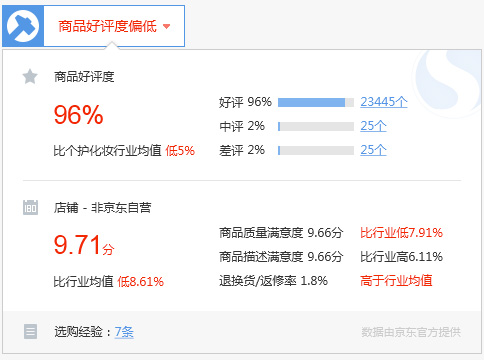 商品好评度偏低
商品好评度
96%
比个护化妆行业均值 低5%
好评 96% 23445个
中评 2% 25个
差评 2% 25个
180
店铺 - 非京东自营
9.71分
比行业均值 低8.61%
商品质量满意度 9.66分 比行业低7.91%
商品描述满意度 9.66分 比行业高6.11%
退换货/返修率 1.8% 高于行业均值
选购经验：7条
数据由京东官方提供